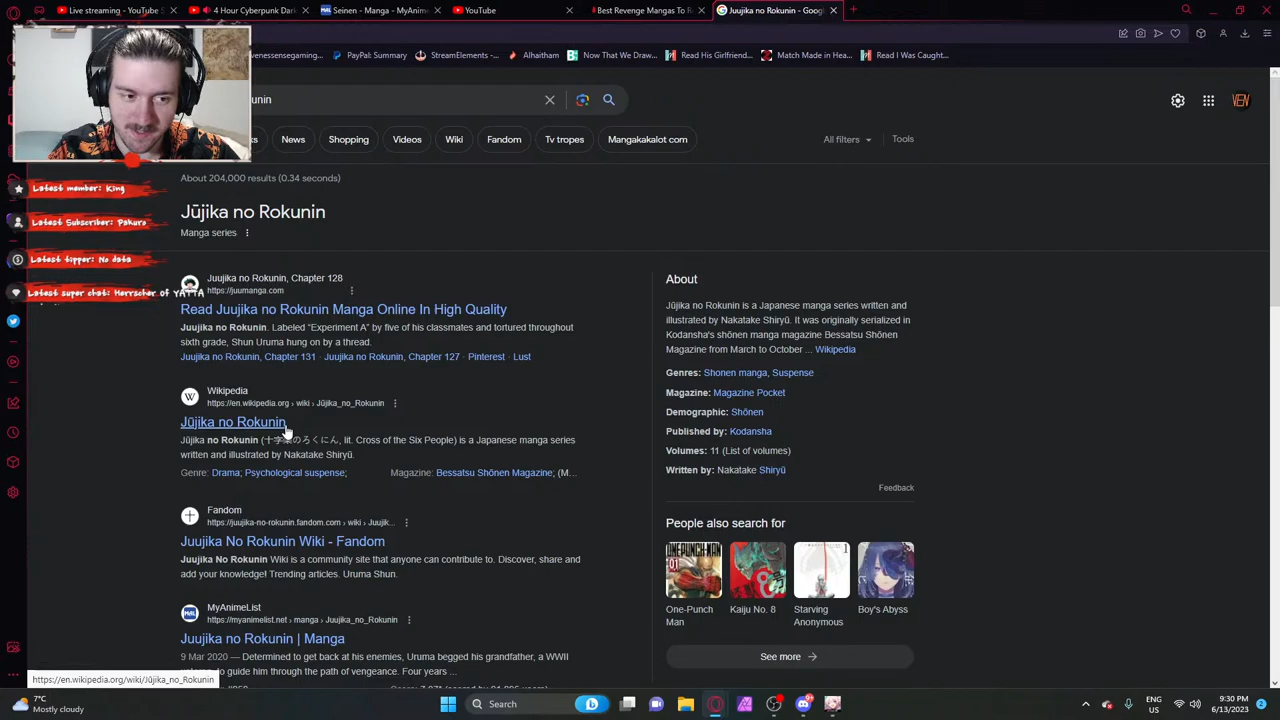 Live streaming - YouTube S
4 Hour Cyberpunk Dar
Seinen - Manga - MyAnime
YouTube
Best Revenge Mangas To R
Juujika no Rokunin - Goog
venessensegaming...
PayPal: Summary
StreamElements -...
Alhaitham
Now That We Draw...
Read His Girlfriend...
Match Made in Hea...
Read I Was Caught...
unin
VEN
News
Shopping
Videos
Wiki
Fandom
Tv tropes
Mangakakalot com
All filters
Tools
About 204,000 results (0.34 seconds)
Latest member: King
Latest Subscriber: Pakuro
Latest tipper: No data
Latest super chat: Herrscher of YATTA
Jūjika no Rokunin
Manga series
Juujika no Rokunin, Chapter 128
https://juumanga.com
Read Juujika no Rokunin Manga Online In High Quality
Juujika no Rokunin. Labeled “Experiment A” by five of his classmates and tortured throughout
sixth grade, Shun Uruma hung on by a thread.
Juujika no Rokunin, Chapter 131 · Juujika no Rokunin, Chapter 127 · Pinterest · Lust
Wikipedia
https://en.wikipedia.org › wiki › Jūjika_no_Rokunin
Jūjika no Rokunin
Jūjika no Rokunin (十字架のろくにん, lit. Cross of the Six People) is a Japanese manga series
written and illustrated by Nakatake Shiryū.
Genre: Drama; Psychological suspense;
Magazine: Bessatsu Shōnen Magazine; (M...
Fandom
https://juujika-no-rokunin.fandom.com › wiki › Juujik...
Juujika No Rokunin Wiki - Fandom
Juujika No Rokunin Wiki is a community site that anyone can contribute to. Discover, share and
add your knowledge! Trending articles. Uruma Shun.
MyAnimeList
https://myanimelist.net › manga › Juujika_no_Rokunin
Juujika no Rokunin | Manga
9 Mar 2020 — Determined to get back at his enemies, Uruma begged his grandfather, a WWII
to guide him through the path of vengeance. Four years ...
About
Jūjika no Rokunin is a Japanese manga series written and
illustrated by Nakatake Shiryū. It was originally serialized in
Kodansha's shōnen manga magazine Bessatsu Shōnen
Magazine from March to October ... Wikipedia
Genres: Shonen manga, Suspense
Magazine: Magazine Pocket
Demographic: Shōnen
Published by: Kodansha
Volumes: 11 (List of volumes)
Written by: Nakatake Shiryū
Feedback
People also search for
One-Punch Man
Kaiju No. 8
Starving Anonymous
Boy's Abyss
See more
https://en.wikipedia.org/wiki/Jūjika_no_Rokunin
7°C
Mostly cloudy
Search
ENG
US
9:30 PM
6/13/2023